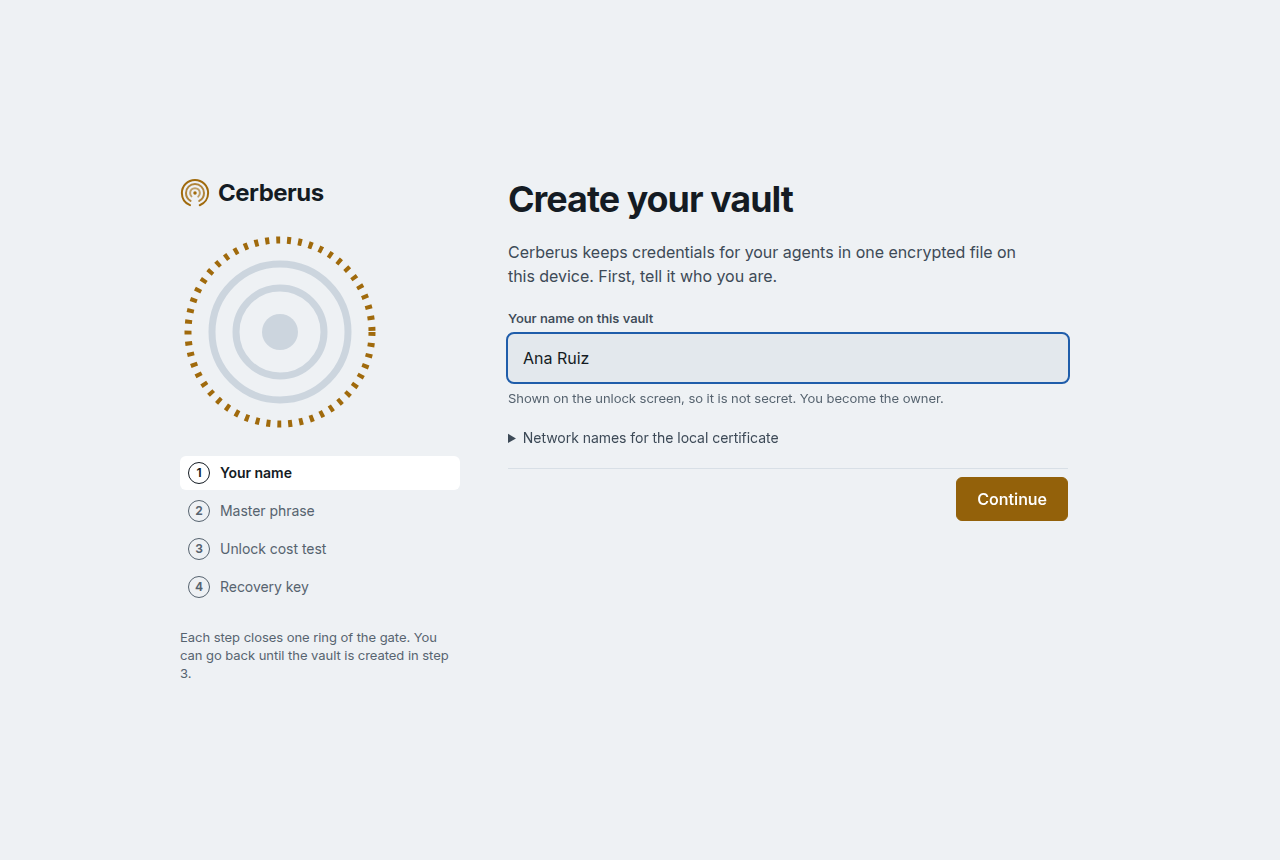 Cerberus
1 Your name
2 Master phrase
3 Unlock cost test
4 Recovery key
Each step closes one ring of the gate. You
can go back until the vault is created in step
3.
Create your vault
Cerberus keeps credentials for your agents in one encrypted file on
this device. First, tell it who you are.
Your name on this vault
Ana Ruiz
Shown on the unlock screen, so it is not secret. You become the owner.
Network names for the local certificate
Continue